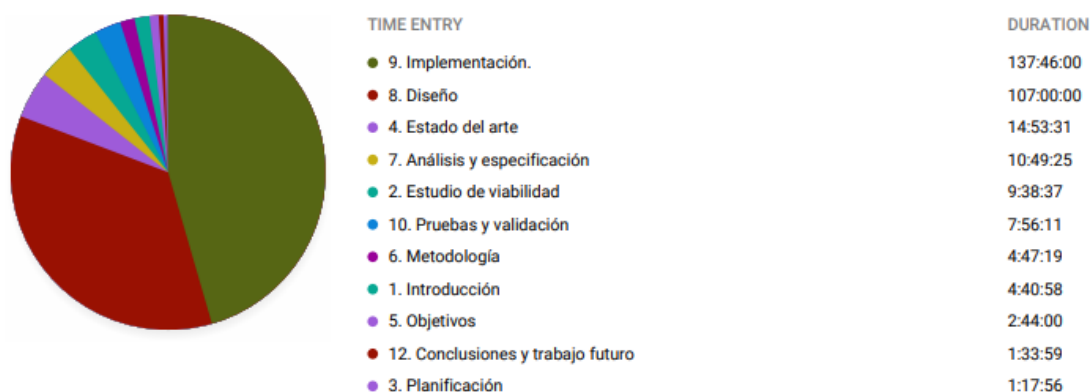 TIME ENTRY DURATION
9. Implementación. 137:46:00
8. Diseño 107:00:00
4. Estado del arte 14:53:31
7. Análisis y especificación 10:49:25
2. Estudio de viabilidad 9:38:37
10. Pruebas y validación 7:56:11
6. Metodología 4:47:19
1. Introducción 4:40:58
5. Objetivos 2:44:00
12. Conclusiones y trabajo futuro 1:33:59
3. Planificación 1:17:56